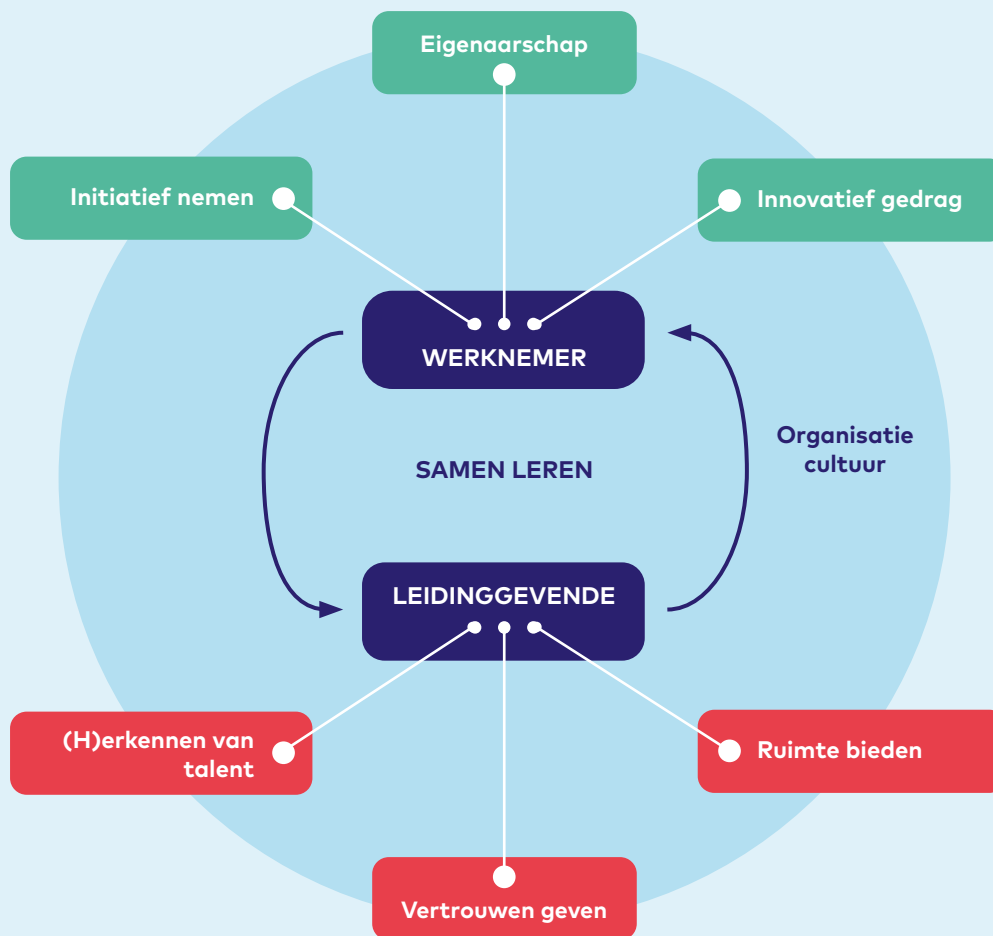 Eigenaarschap
Initiatief nemen
Innovatief gedrag
WERKNEMER
Organisatie
cultuur
SAMEN LEREN
LEIDINGGEVENDE
(H)erkennen van
talent
Ruimte bieden
Vertrouwen geven